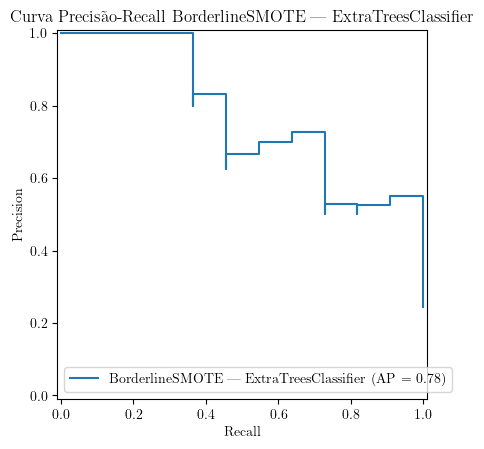 Curva Precisão-Recall BorderlineSMOTE — ExtraTreesClassifier
1.0
0.8
0.6
0.4
0.2
0.0
Precision
BorderlineSMOTE — ExtraTreesClassifier (AP = 0.78)
0.0 0.2 0.4 0.6 0.8 1.0
Recall